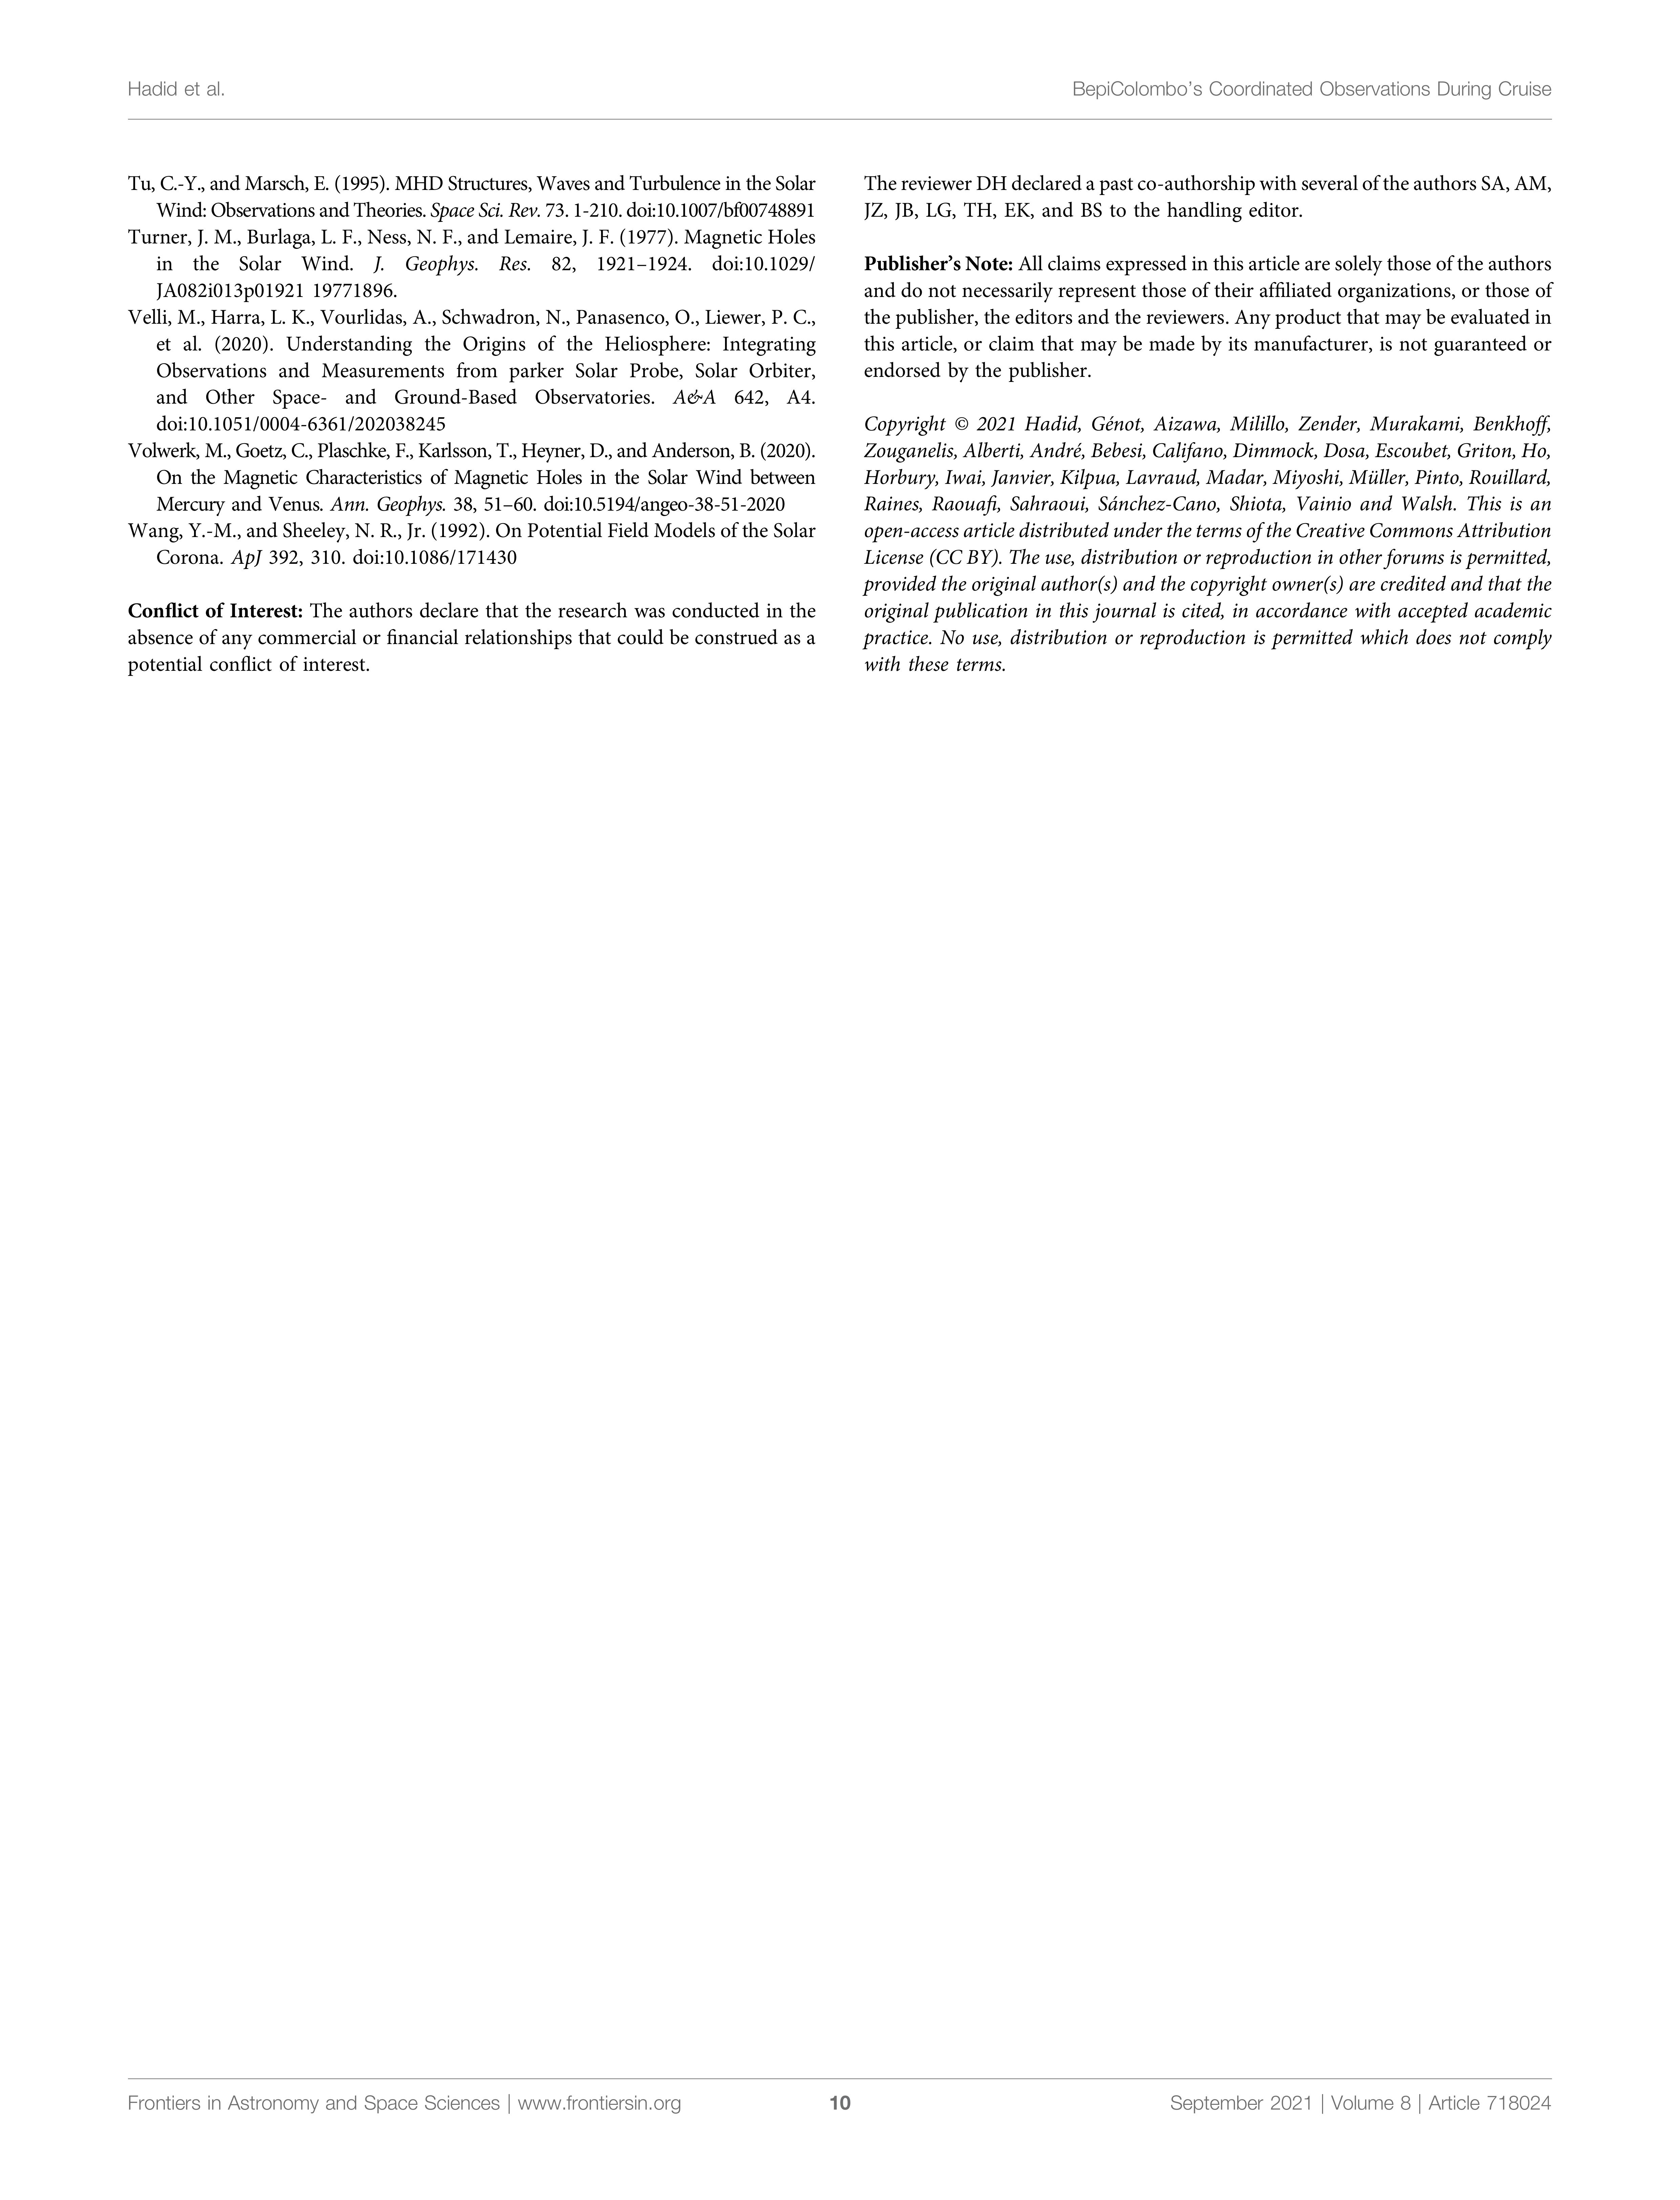 Hadid et al.
BepiColombo's Coordinated Observations During Cruise
Tu, C.-Y., and Marsch, E. (1995). MHD Structures, Waves and Turbulence in the Solar
Wind: Observations and Theories. Space Sci. Rev. 73. 1-210. doi:10.1007/bf00748891
Turner, J. M., Burlaga, L. F., Ness, N. F., and Lemaire, J. F. (1977). Magnetic Holes
in the Solar Wind. J. Geophys. Res. 82, 1921–1924. doi:10.1029/
JA082i013p01921 19771896.
Velli, M., Harra, L. K., Vourlidas, A., Schwadron, N., Panasenco, O., Liewer, P. C.,
et al. (2020). Understanding the Origins of the Heliosphere: Integrating
Observations and Measurements from parker Solar Probe, Solar Orbiter,
and Other Space- and Ground-Based Observatories. A&A 642, A4.
doi:10.1051/0004-6361/202038245
Volwerk, M., Goetz, C., Plaschke, F., Karlsson, T., Heyner, D., and Anderson, B. (2020).
On the Magnetic Characteristics of Magnetic Holes in the Solar Wind between
Mercury and Venus. Ann. Geophys. 38, 51–60. doi:10.5194/angeo-38-51-2020
Wang, Y.-M., and Sheeley, N. R., Jr. (1992). On Potential Field Models of the Solar
Corona. ApJ 392, 310. doi:10.1086/171430
Conflict of Interest: The authors declare that the research was conducted in the
absence of any commercial or financial relationships that could be construed as a
potential conflict of interest.
The reviewer DH declared a past co-authorship with several of the authors SA, AM,
JZ, JB, LG, TH, EK, and BS to the handling editor.
Publisher's Note: All claims expressed in this article are solely those of the authors
and do not necessarily represent those of their affiliated organizations, or those of
the publisher, the editors and the reviewers. Any product that may be evaluated in
this article, or claim that may be made by its manufacturer, is not guaranteed or
endorsed by the publisher.
Copyright © 2021 Hadid, Génot, Aizawa, Milillo, Zender, Murakami, Benkhoff,
Zouganelis, Alberti, André, Bebesi, Califano, Dimmock, Dosa, Escoubet, Griton, Ho,
Horbury, Iwai, Janvier, Kilpua, Lavraud, Madar, Miyoshi, Müller, Pinto, Rouillard,
Raines, Raouafi, Sahraoui, Sánchez-Cano, Shiota, Vainio and Walsh. This is an
open-access article distributed under the terms of the Creative Commons Attribution
License (CC BY). The use, distribution or reproduction in other forums is permitted,
provided the original author(s) and the copyright owner(s) are credited and that the
original publication in this journal is cited, in accordance with accepted academic
practice. No use, distribution or reproduction is permitted which does not comply
with these terms.
Frontiers in Astronomy and Space Sciences | www.frontiersin.org
10
September 2021 | Volume 8 | Article 718024